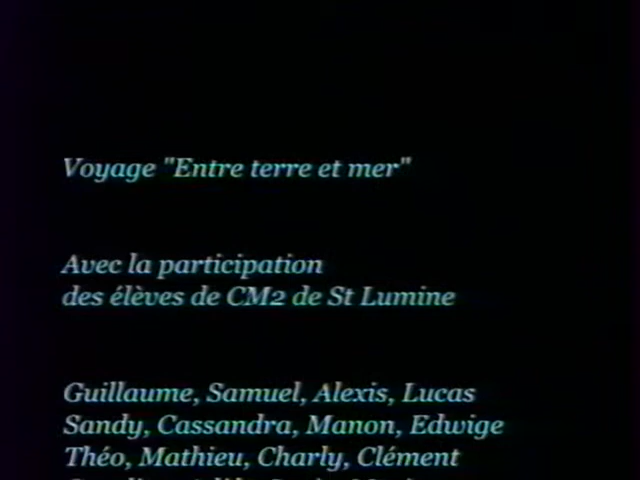 Voyage "Entre terre et mer"
Avec la participation
des élèves de CM2 de St Lumine
Guillaume, Samuel, Alexis, Lucas
Sandy, Cassandra, Manon, Edwige
Théo, Mathieu, Charly, Clément